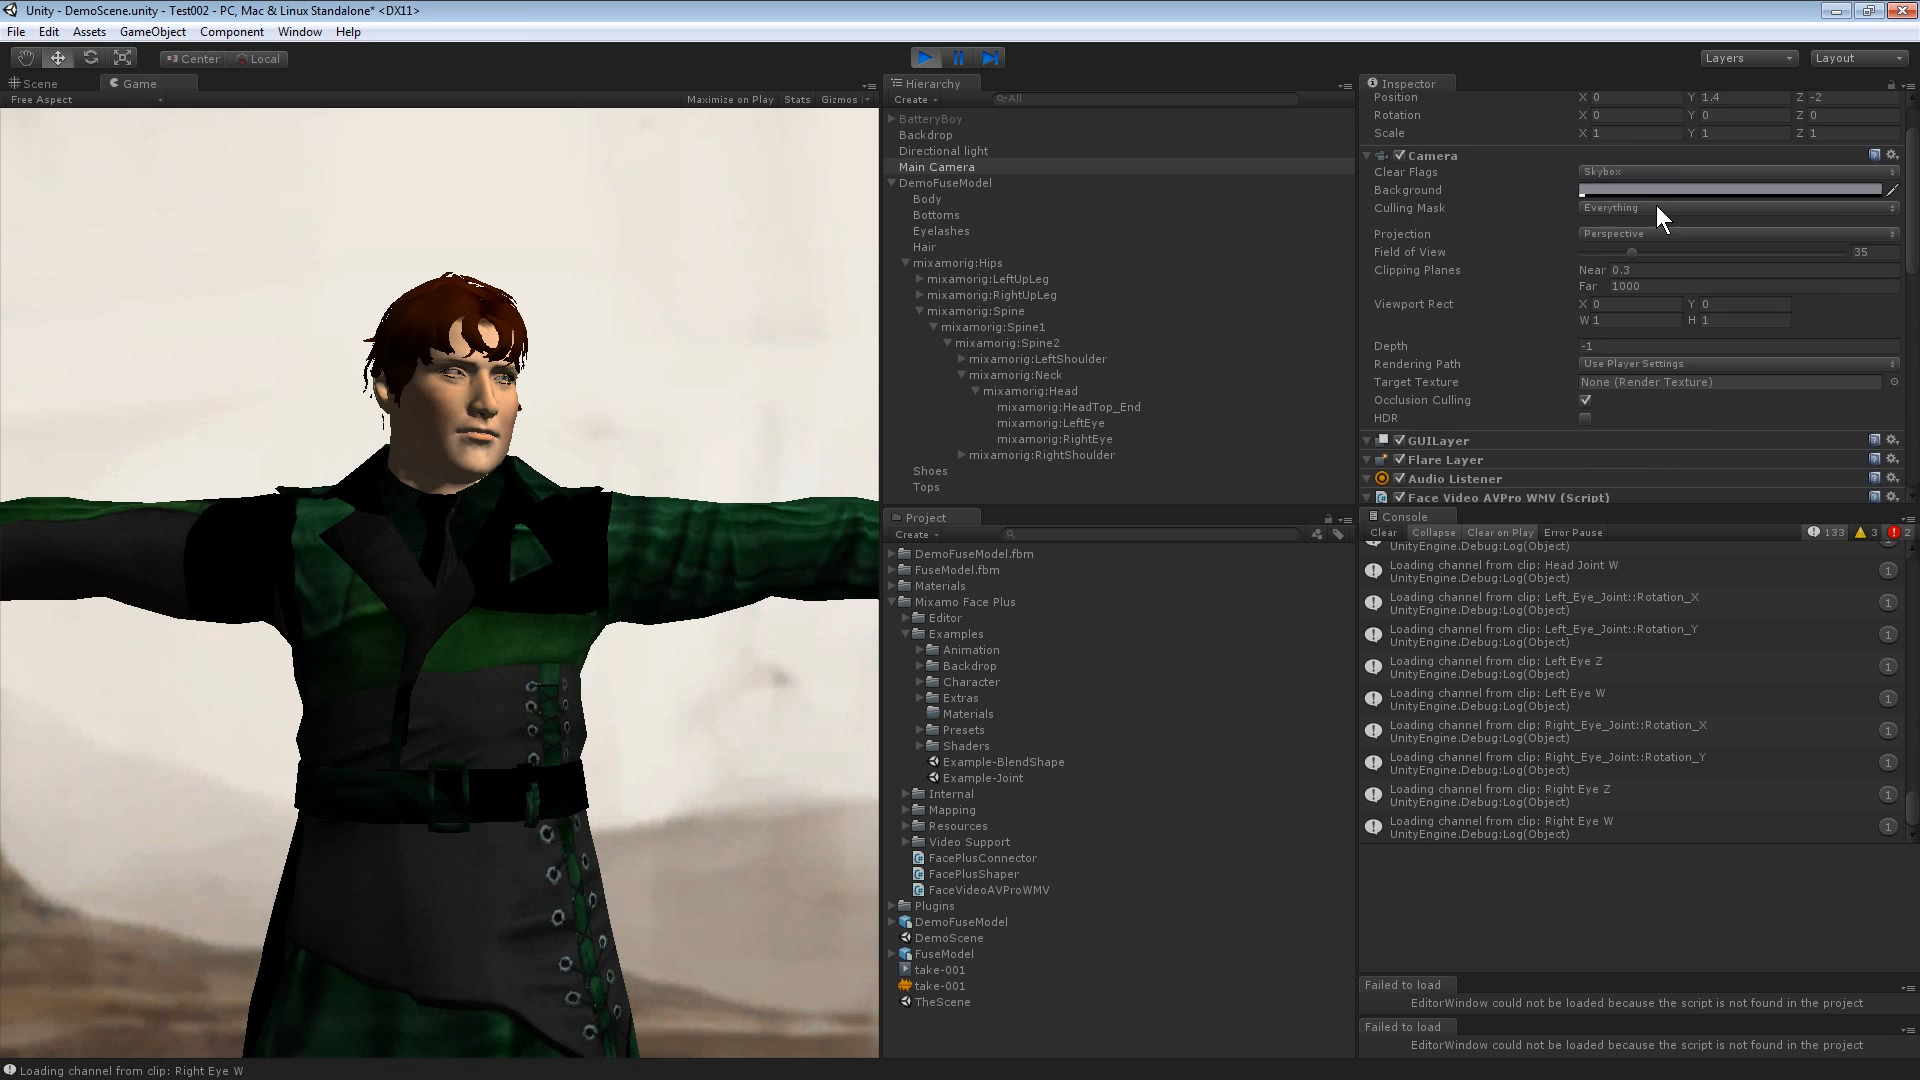 Unity - DemoScene.unity - Test002 - PC, Mac & Linux Standalone* <DX11>
File Edit Assets GameObject Component Window Help
Center Local Layers Layout
Scene Game
Free Aspect Maximize on Play Stats Gizmos
Hierarchy
Create All
BatteryBoy
Backdrop
Directional light
Main Camera
DemoFuseModel
Body
Bottoms
Eyelashes
Hair
mixamorig:Hips
mixamorig:LeftUpLeg
mixamorig:RightUpLeg
mixamorig:Spine
mixamorig:Spine1
mixamorig:Spine2
mixamorig:LeftShoulder
mixamorig:Neck
mixamorig:Head
mixamorig:HeadTop_End
mixamorig:LeftEye
mixamorig:RightEye
mixamorig:RightShoulder
Shoes
Tops
Project
Create
DemoFuseModel.fbm
FuseModel.fbm
Materials
Mixamo Face Plus
Editor
Examples
Animation
Backdrop
Character
Extras
Materials
Presets
Shaders
Example-BlendShape
Example-Joint
Internal
Mapping
Resources
Video Support
FacePlusConnector
FacePlusShaper
FaceVideoAVProWMV
Plugins
DemoFuseModel
DemoScene
FuseModel
take-001
take-001
TheScene
Inspector
Position X 0 Y 1.4 Z -2
Rotation X 0 Y 0 Z 0
Scale X 1 Y 1 Z 1
Camera
Clear Flags Skybox
Background
Culling Mask Everything
Projection Perspective
Field of View 35
Clipping Planes Near 0.3
Far 1000
Viewport Rect X 0 Y 0
W 1 H 1
Depth -1
Rendering Path Use Player Settings
Target Texture None (Render Texture)
Occlusion Culling
HDR
GUILayer
Flare Layer
Audio Listener
Face Video AVPro WMV (Script)
Console
Clear Collapse Clear on Play Error Pause 133 3 2
UnityEngine.Debug:Log(Object)
Loading channel from clip: Head Joint W 1
UnityEngine.Debug:Log(Object)
Loading channel from clip: Left_Eye_Joint::Rotation_X 1
UnityEngine.Debug:Log(Object)
Loading channel from clip: Left_Eye_Joint::Rotation_Y 1
UnityEngine.Debug:Log(Object)
Loading channel from clip: Left Eye Z 1
UnityEngine.Debug:Log(Object)
Loading channel from clip: Left Eye W 1
UnityEngine.Debug:Log(Object)
Loading channel from clip: Right_Eye_Joint::Rotation_X 1
UnityEngine.Debug:Log(Object)
Loading channel from clip: Right_Eye_Joint::Rotation_Y 1
UnityEngine.Debug:Log(Object)
Loading channel from clip: Right Eye Z 1
UnityEngine.Debug:Log(Object)
Loading channel from clip: Right Eye W 1
UnityEngine.Debug:Log(Object)
Failed to load
EditorWindow could not be loaded because the script is not found in the project
Failed to load
EditorWindow could not be loaded because the script is not found in the project
Loading channel from clip: Right Eye W